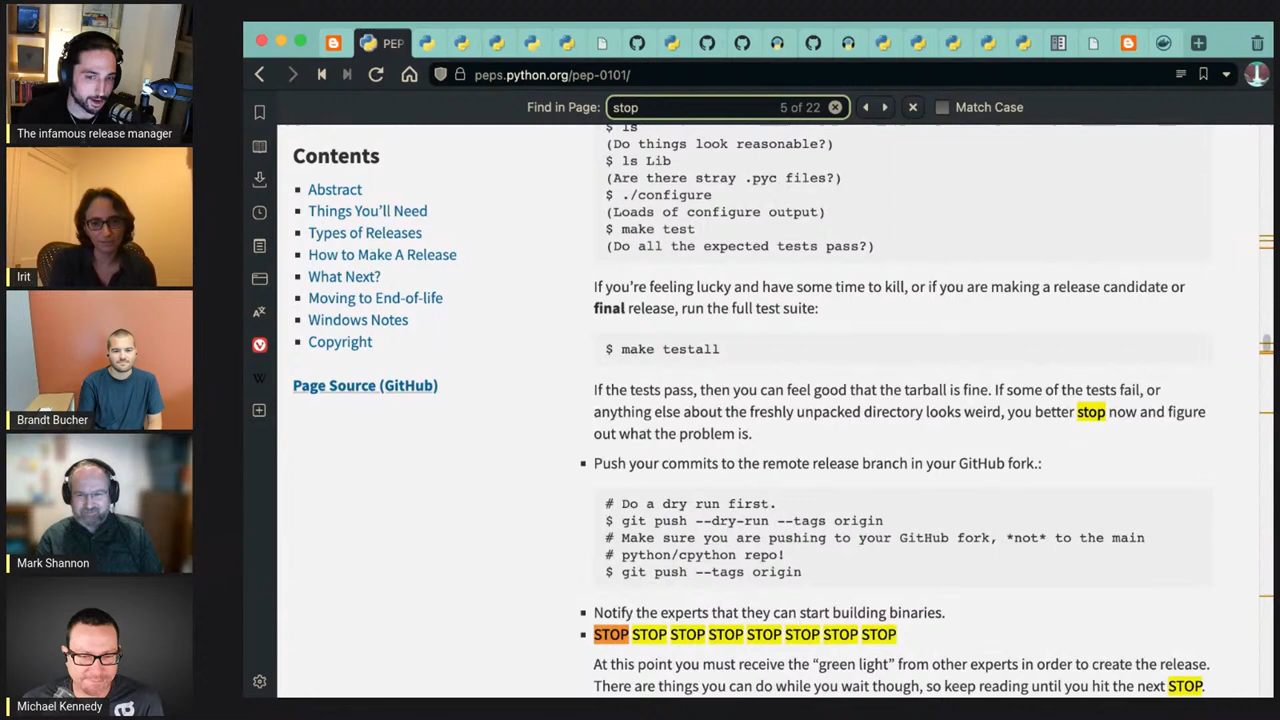 The infamous release manager
Irit
Brandt Bucher
Mark Shannon
Michael Kennedy
PEP
peps.python.org/pep-0101/
Find in Page:
stop
5 of 22
Match Case
Contents
Abstract
Things You’ll Need
Types of Releases
How to Make A Release
What Next?
Moving to End-of-life
Windows Notes
Copyright
Page Source (GitHub)
$ ls
(Do things look reasonable?)
$ ls Lib
(Are there stray .pyc files?)
$ ./configure
(Loads of configure output)
$ make test
(Do all the expected tests pass?)
If you’re feeling lucky and have some time to kill, or if you are making a release candidate or
final release, run the full test suite:
$ make testall
If the tests pass, then you can feel good that the tarball is fine. If some of the tests fail, or
anything else about the freshly unpacked directory looks weird, you better stop now and figure
out what the problem is.
Push your commits to the remote release branch in your GitHub fork.:
# Do a dry run first.
$ git push --dry-run --tags origin
# Make sure you are pushing to your GitHub fork, *not* to the main
# python/cpython repo!
$ git push --tags origin
Notify the experts that they can start building binaries.
STOP STOP STOP STOP STOP STOP STOP STOP
At this point you must receive the “green light” from other experts in order to create the release.
There are things you can do while you wait though, so keep reading until you hit the next STOP.